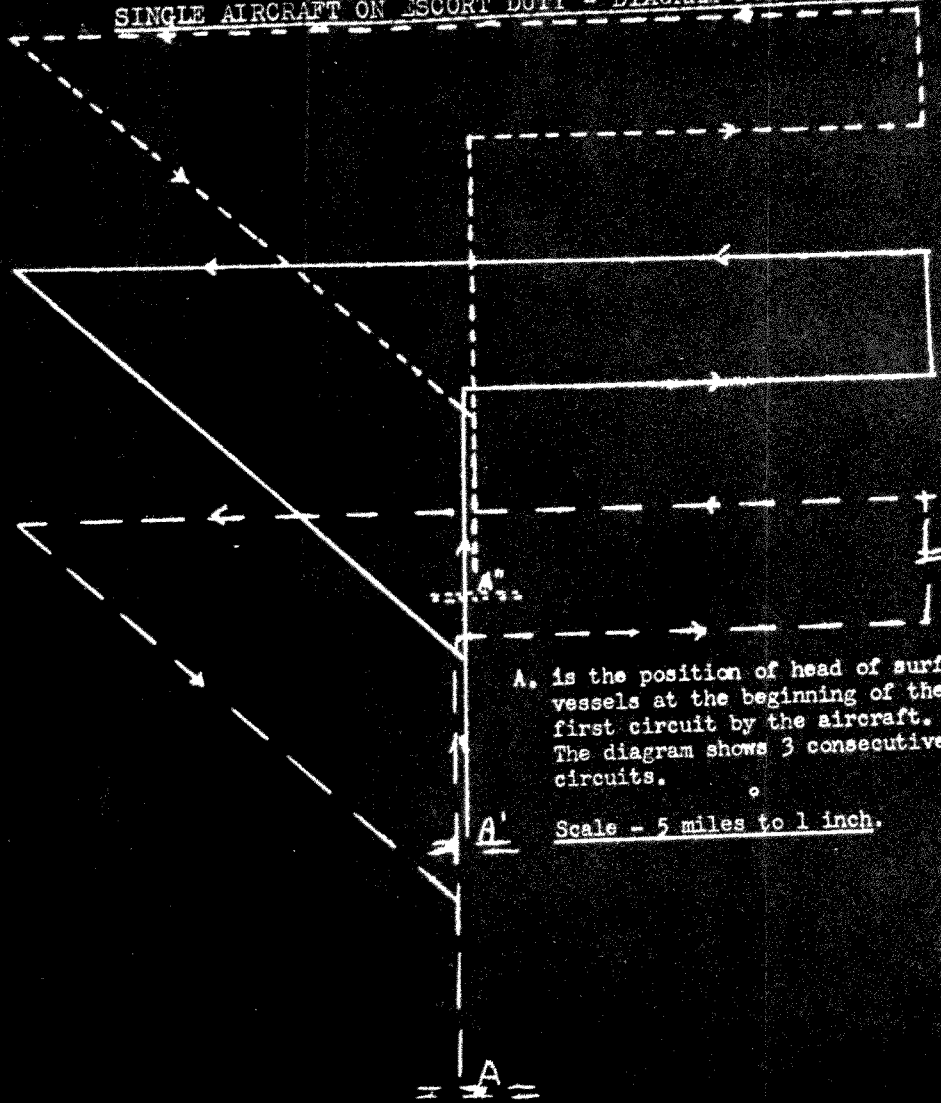 SINGLE AIRCRAFT ON ESCORT DUTY - DIAGRAM
A"
A. is the position of head of surf
vessels at the beginning of the
first circuit by the aircraft.
The diagram shows 3 consecutive
circuits.
A'
Scale - 5 miles to 1 inch.
A